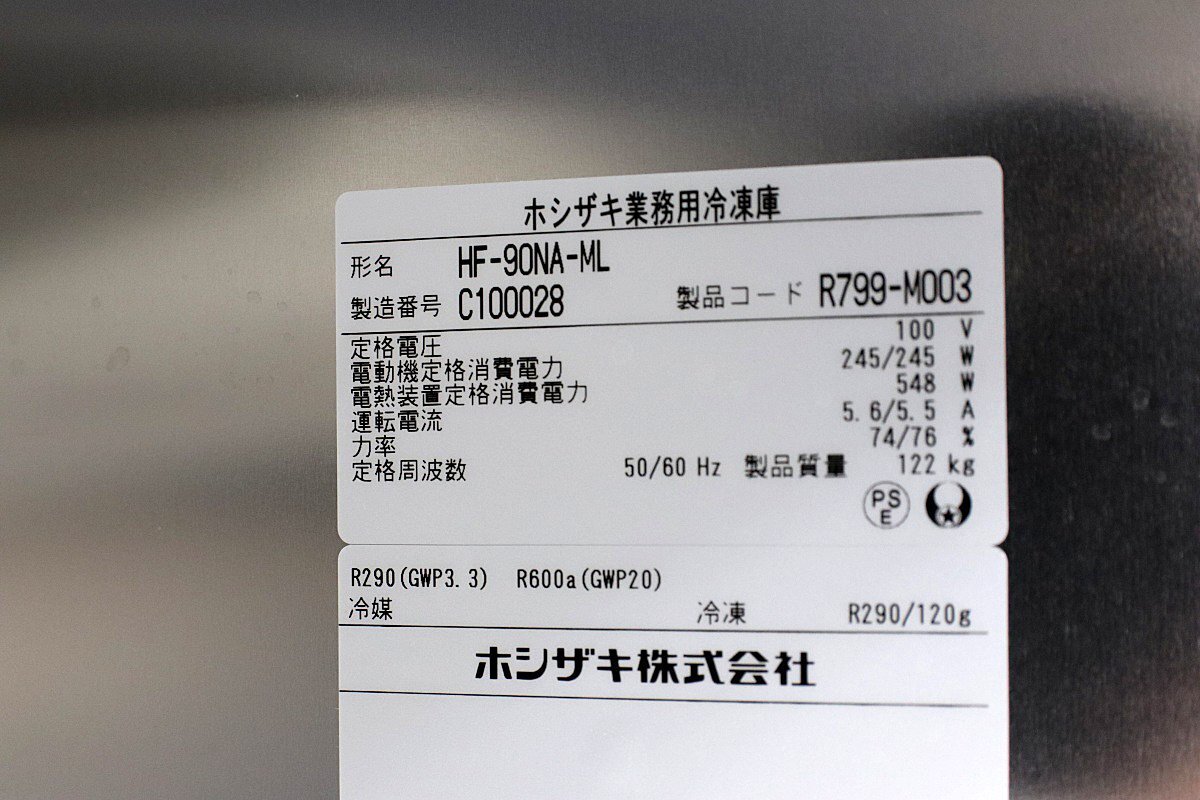 ホシザキ業務用冷凍庫
形名 HF-90NA-ML
製造番号 C100028 製品コード R799-M003
定格電圧 100 V
電動機定格消費電力 245/245 W
電熱装置定格消費電力 548 W
運転電流 5.6/5.5 A
力率 74/76 %
定格周波数 50/60 Hz 製品質量 122 kg
PS
E
R290(GWP3.3) R600a(GWP20)
冷媒 冷凍 R290/120g
ホシザキ株式会社